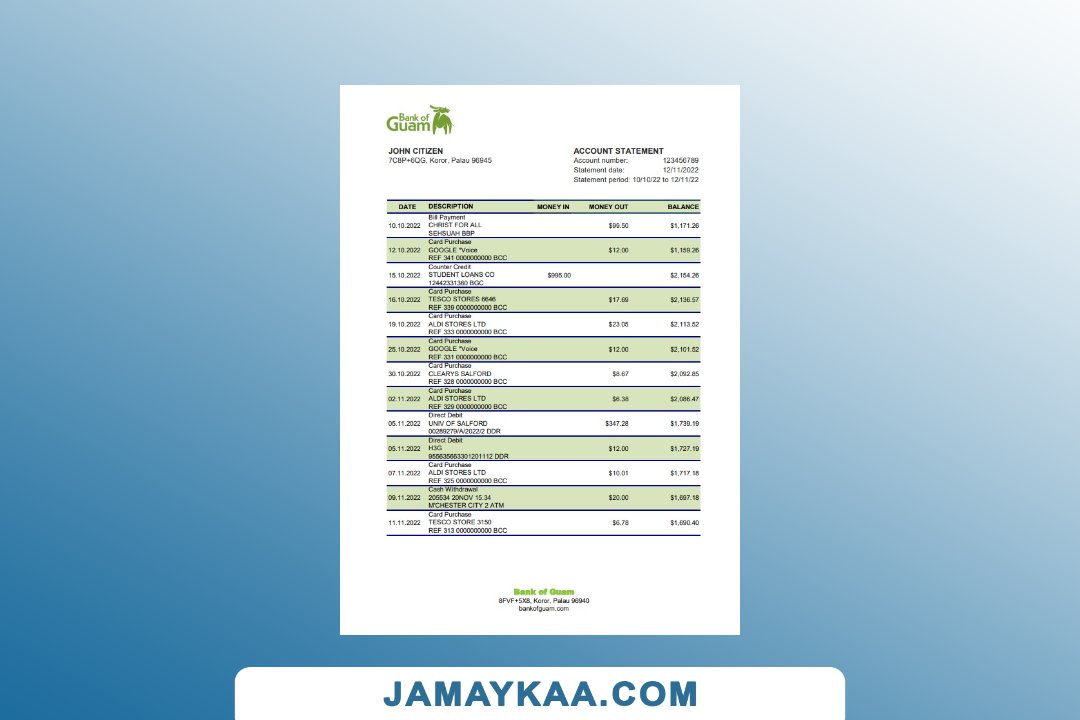 Bank of
Guam
JOHN CITIZEN
7C8P+6QG, Koror, Palau 96945
ACCOUNT STATEMENT
Account number: 123456789
Statement date: 12/11/2022
Statement period: 10/10/22 to 12/11/22
DATE DESCRIPTION MONEY IN MONEY OUT BALANCE
Bill Payment
10.10.2022 CHRIST FOR ALL $99.50 $1,171.26
SEHSUAH BBP
Card Purchase
12.10.2022 GOOGLE *Voice $12.00 $1,159.26
REF 341 0000000000 BCC
Counter Credit
15.10.2022 STUDENT LOANS CO $995.00 $2,154.26
12442331360 BGC
Card Purchase
16.10.2022 TESCO STORES 6646 $17.69 $2,136.57
REF 339 0000000000 BCC
Card Purchase
19.10.2022 ALDI STORES LTD $23.05 $2,113.52
REF 333 0000000000 BCC
Card Purchase
25.10.2022 GOOGLE *Voice $12.00 $2,101.52
REF 331 0000000000 BCC
Card Purchase
30.10.2022 CLEARYS SALFORD $8.67 $2,092.85
REF 328 0000000000 BCC
Card Purchase
02.11.2022 ALDI STORES LTD $6.38 $2,086.47
REF 329 0000000000 BCC
Direct Debit
05.11.2022 UNIV OF SALFORD $347.28 $1,739.19
00289279/A/2022/2 DDR
Direct Debit
05.11.2022 H3G $12.00 $1,727.19
955635663301201112 DDR
Card Purchase
07.11.2022 ALDI STORES LTD $10.01 $1,717.18
REF 325 0000000000 BCC
Cash Withdrawal
09.11.2022 205534 20NOV 15.34 $20.00 $1,697.18
M'CHESTER CITY 2 ATM
Card Purchase
11.11.2022 TESCO STORE 3150 $6.78 $1,690.40
REF 313 0000000000 BCC
Bank of Guam
8FVF+5X8, Koror, Palau 96940
bankofguam.com
JAMAYKAA.COM